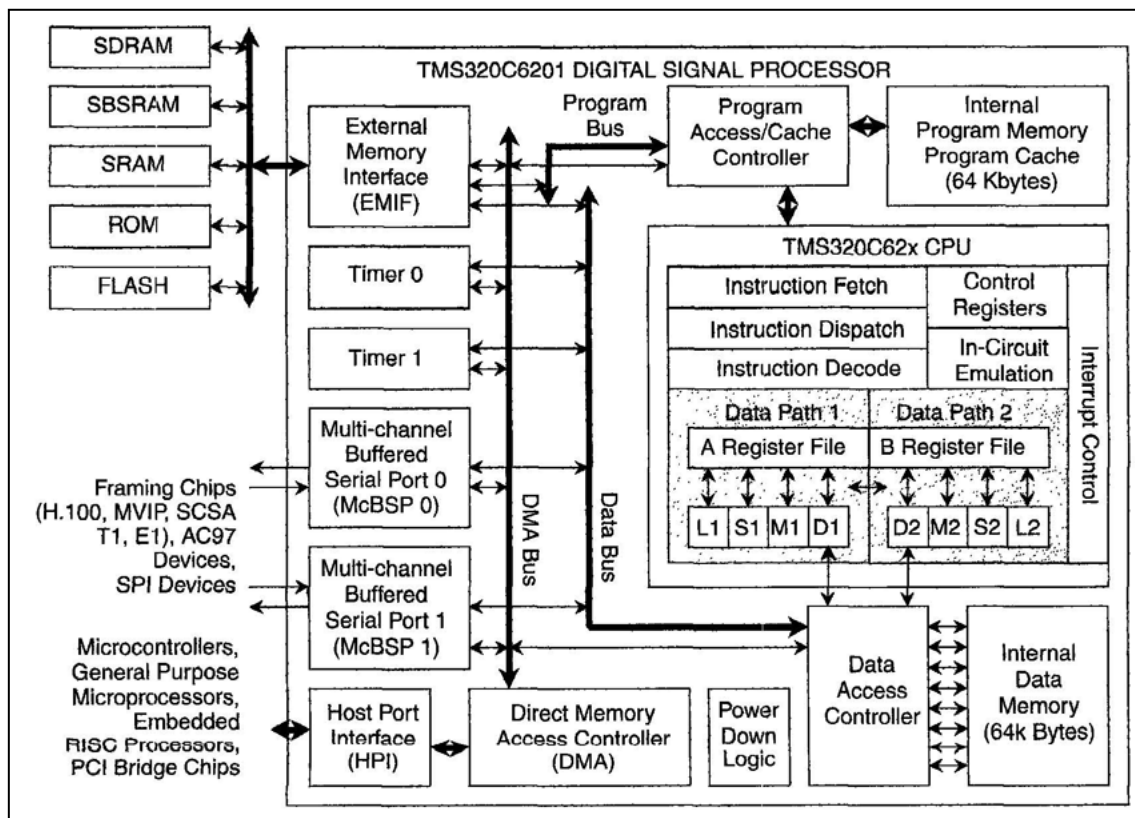 SDRAM
SBSRAM
SRAM
ROM
FLASH
TMS320C6201 DIGITAL SIGNAL PROCESSOR
External
Memory
Interface
(EMIF)
Program
Bus
Program
Access/Cache
Controller
Internal
Program Memory
Program Cache
(64 Kbytes)
Timer 0
Timer 1
TMS320C62x CPU
Instruction Fetch
Instruction Dispatch
Instruction Decode
Control
Registers
In-Circuit
Emulation
Interrupt Control
Data Path 1
Data Path 2
A Register File
B Register File
L1 S1 M1 D1
D2 M2 S2 L2
Multi-channel
Buffered
Serial Port 0
(McBSP 0)
Framing Chips
(H.100, MVIP, SCSA
T1, E1), AC97
Devices,
SPI Devices
Multi-channel
Buffered
Serial Port 1
(McBSP 1)
DMA Bus
Data Bus
Microcontrollers,
General Purpose
Microprocessors,
Embedded
RISC Processors,
PCI Bridge Chips
Host Port
Interface
(HPI)
Direct Memory
Access Controller
(DMA)
Power
Down
Logic
Data
Access
Controller
Internal
Data
Memory
(64k Bytes)